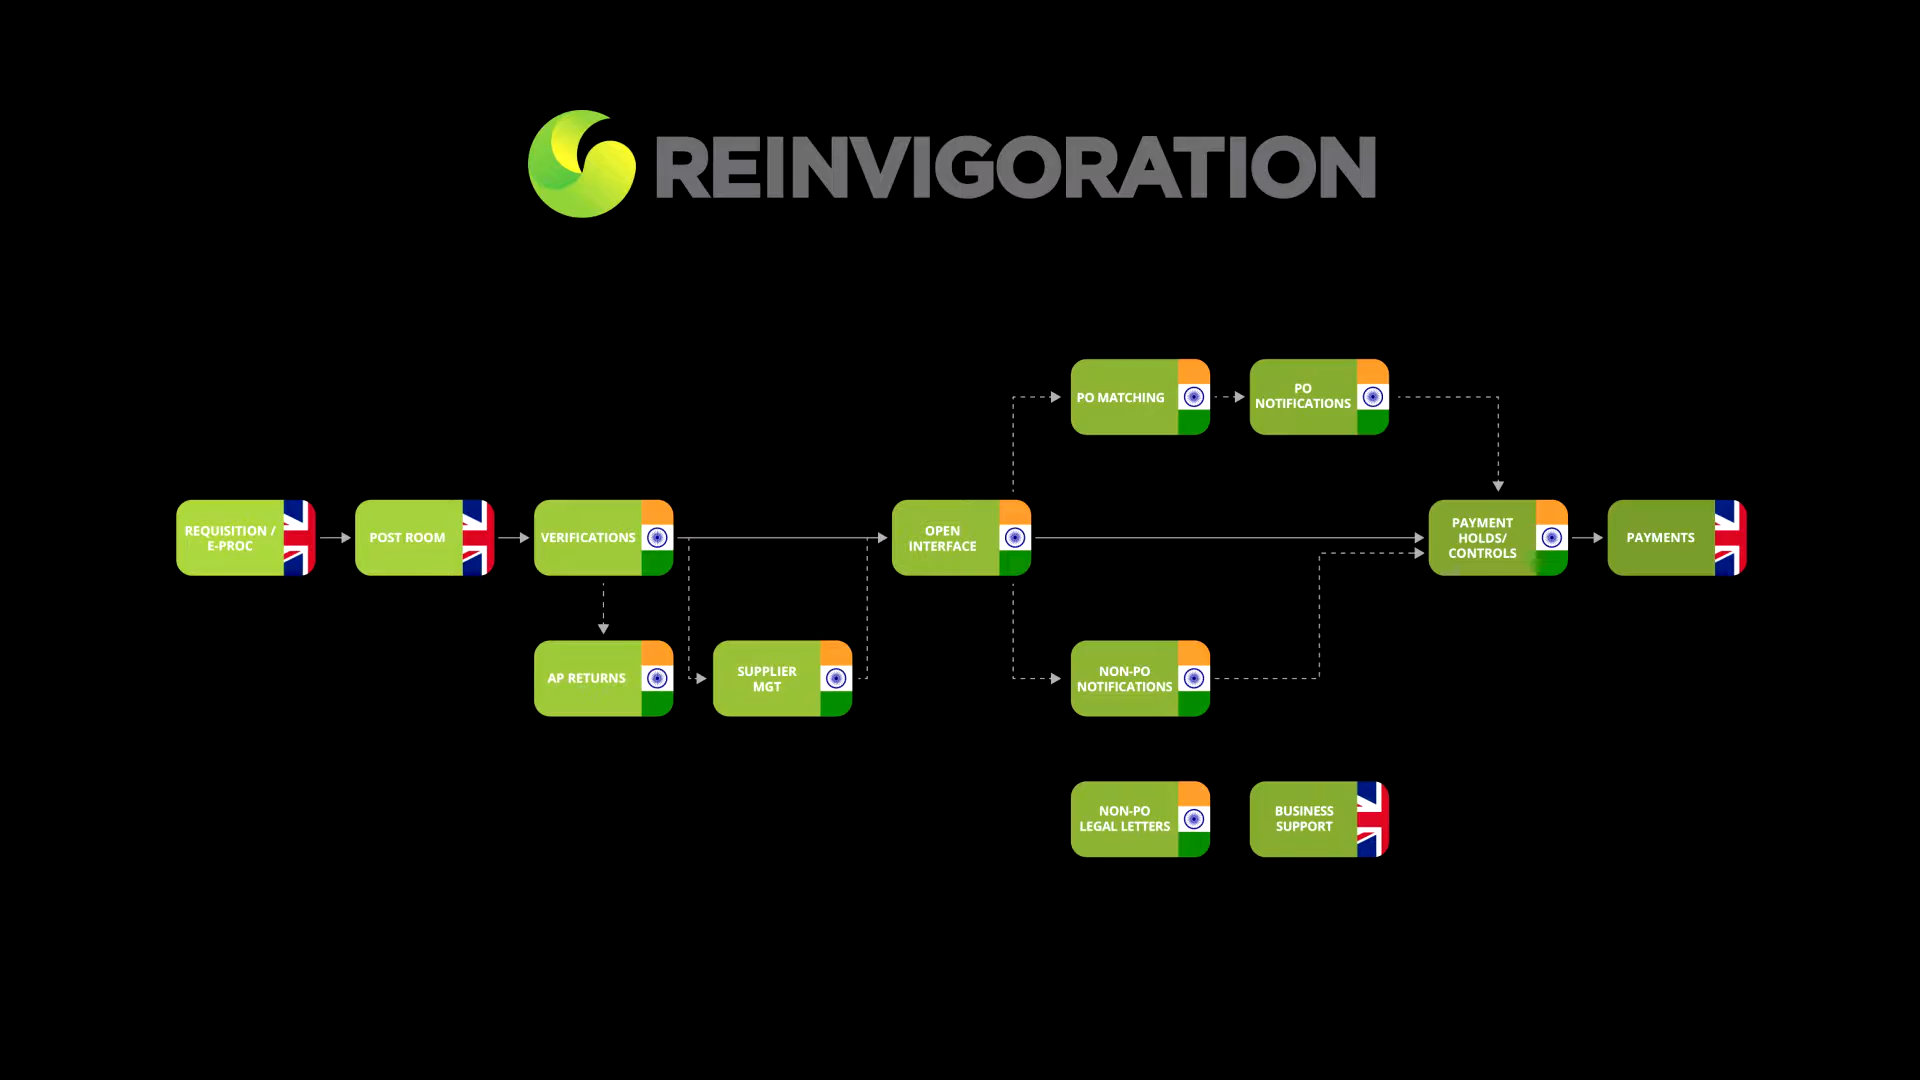 REINVIGORATION
PO MATCHING
PO
NOTIFICATIONS
REQUISITION /
E-PROC
POST ROOM
VERIFICATIONS
OPEN
INTERFACE
PAYMENT
HOLDS/
CONTROLS
PAYMENTS
AP RETURNS
SUPPLIER
MGT
NON-PO
NOTIFICATIONS
NON-PO
LEGAL LETTERS
BUSINESS
SUPPORT